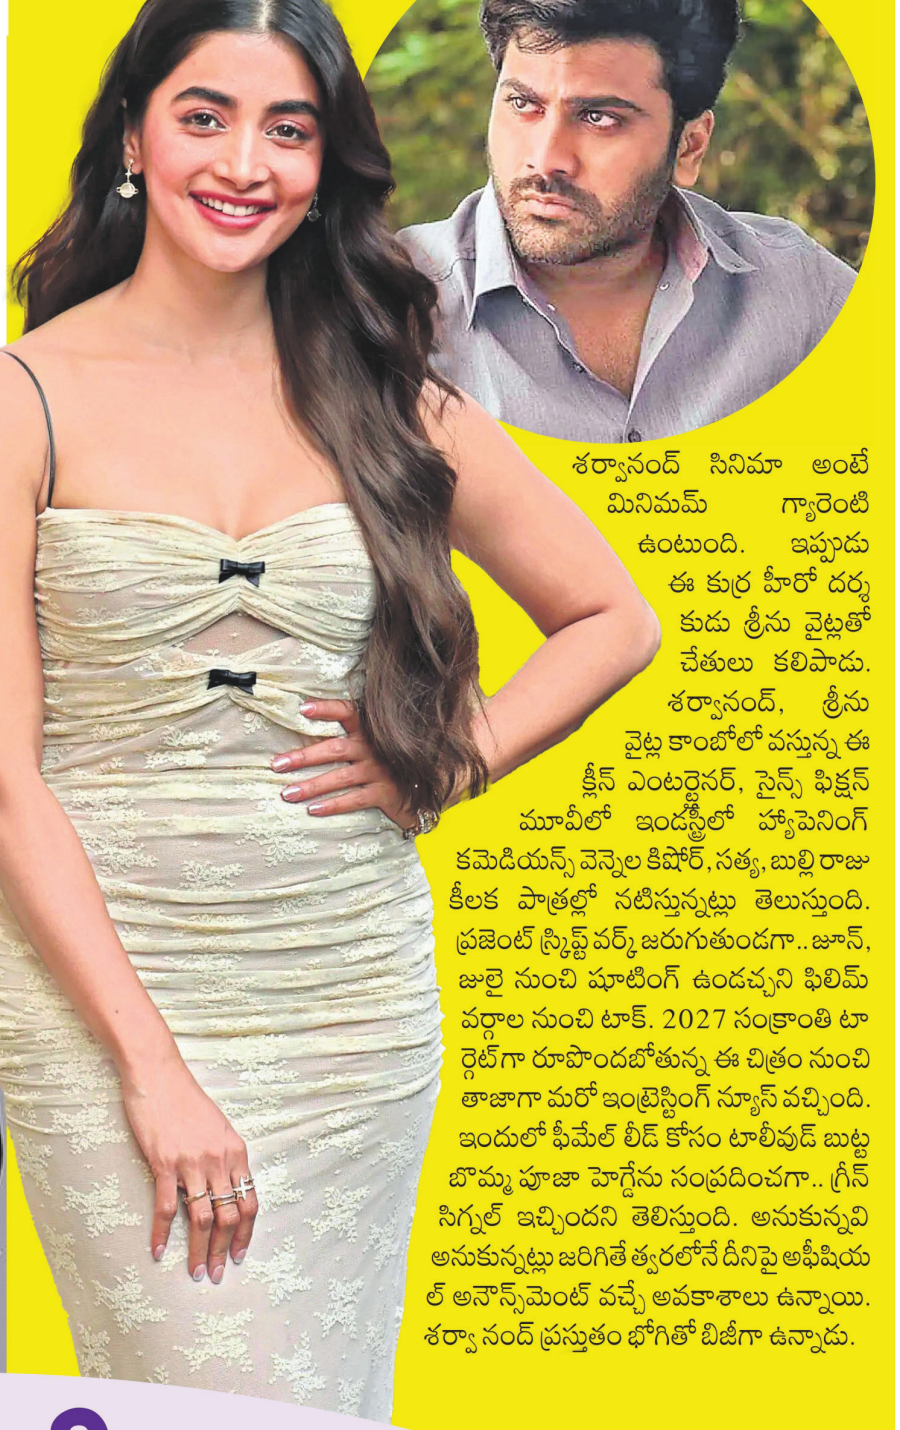 శర్వానంద్ సినిమా అంటే
మినిమమ్ గ్యారెంటి
ఉంటుంది. ఇప్పుడు
ఈ కుర్ర హీరో దర్శ
కుడు శ్రీను వైట్లతో
చేతులు కలిపాడు.
శర్వానంద్, శ్రీను
వైట్ల కాంబోలో వస్తున్న ఈ
క్లీన్ ఎంటర్టైనర్, సైన్స్ ఫిక్షన్
మూవీలో ఇండస్ట్రీలో హ్యాపెనింగ్
కమెడియన్స్ వెన్నెల కిషోర్, సత్య, బుల్లి రాజు
కీలక పాత్రల్లో నటిస్తున్నట్లు తెలుస్తుంది.
ప్రజెంట్ స్క్రిప్ట్ వర్క్ జరుగుతుండగా.. జూన్,
జులై నుంచి షూటింగ్ ఉండచ్చని ఫిలిమ్
వర్గాల నుంచి టాక్. 2027 సంక్రాంతి టా
ర్గెట్‌గా రూపొందబోతున్న ఈ చిత్రం నుంచి
తాజాగా మరో ఇంట్రెస్టింగ్ న్యూస్ వచ్చింది.
ఇందులో ఫీమేల్ లీడ్ కోసం టాలీవుడ్ బుట్ట
బొమ్మ పూజా హెగ్డేను సంప్రదించగా.. గ్రీన్
సిగ్నల్ ఇచ్చిందని తెలిస్తుంది. అనుకున్నవి
అనుకున్నట్లు జరిగితే త్వరలోనే దీనిపై అఫీషియ
ల్ అనౌన్స్‌మెంట్ వచ్చే అవకాశాలు ఉన్నాయి.
శర్వా నంద్ ప్రస్తుతం భోగితో బిజీగా ఉన్నాడు.